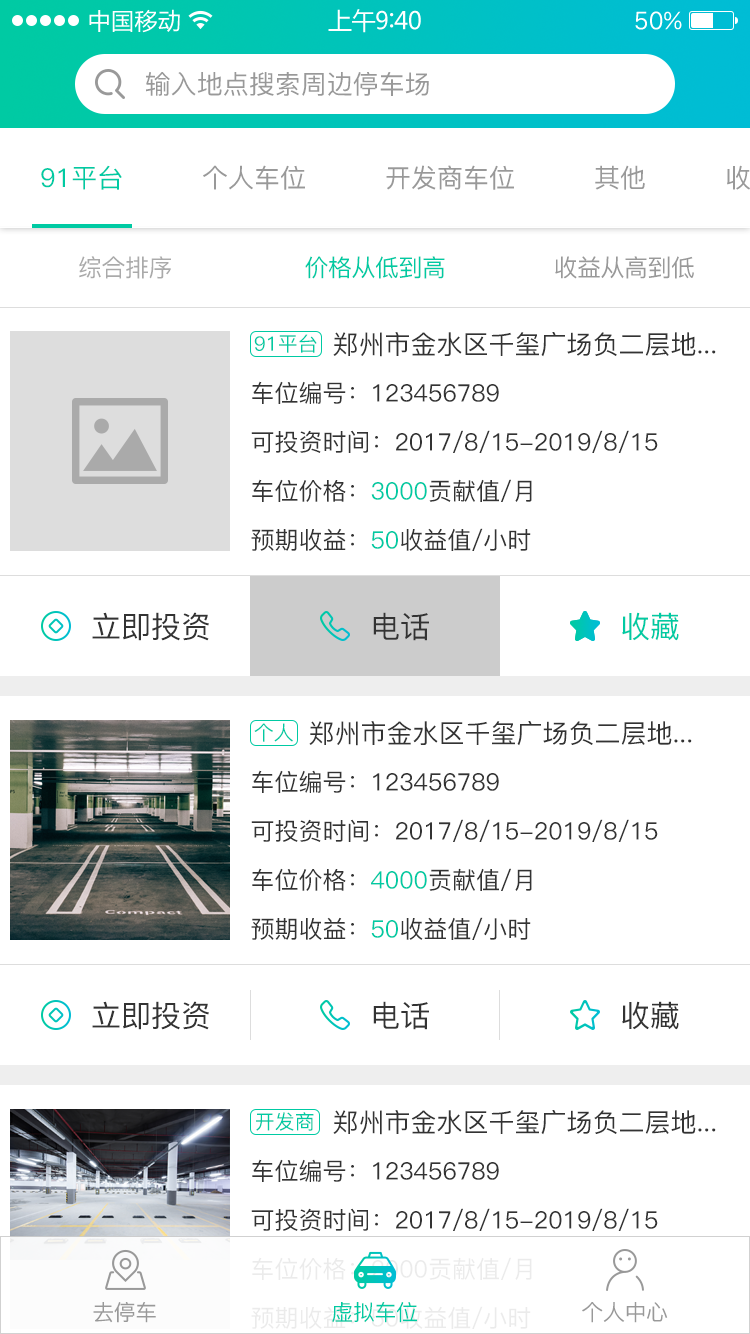 中国移动 上午9:40 50%
输入地点搜索周边停车场
91平台 个人车位 开发商车位 其他 收
综合排序 价格从低到高 收益从高到低
91平台 郑州市金水区千玺广场负二层地...
车位编号：123456789
可投资时间：2017/8/15-2019/8/15
车位价格：3000贡献值/月
预期收益：50收益值/小时
立即投资 电话 收藏
个人 郑州市金水区千玺广场负二层地...
车位编号：123456789
可投资时间：2017/8/15-2019/8/15
车位价格：4000贡献值/月
预期收益：50收益值/小时
Compact
立即投资 电话 收藏
开发商 郑州市金水区千玺广场负二层地...
车位编号：123456789
可投资时间：2017/8/15-2019/8/15
车位价格： 000贡献值/月
预期收益： 收益值/小时
去停车 虚拟车位 个人中心